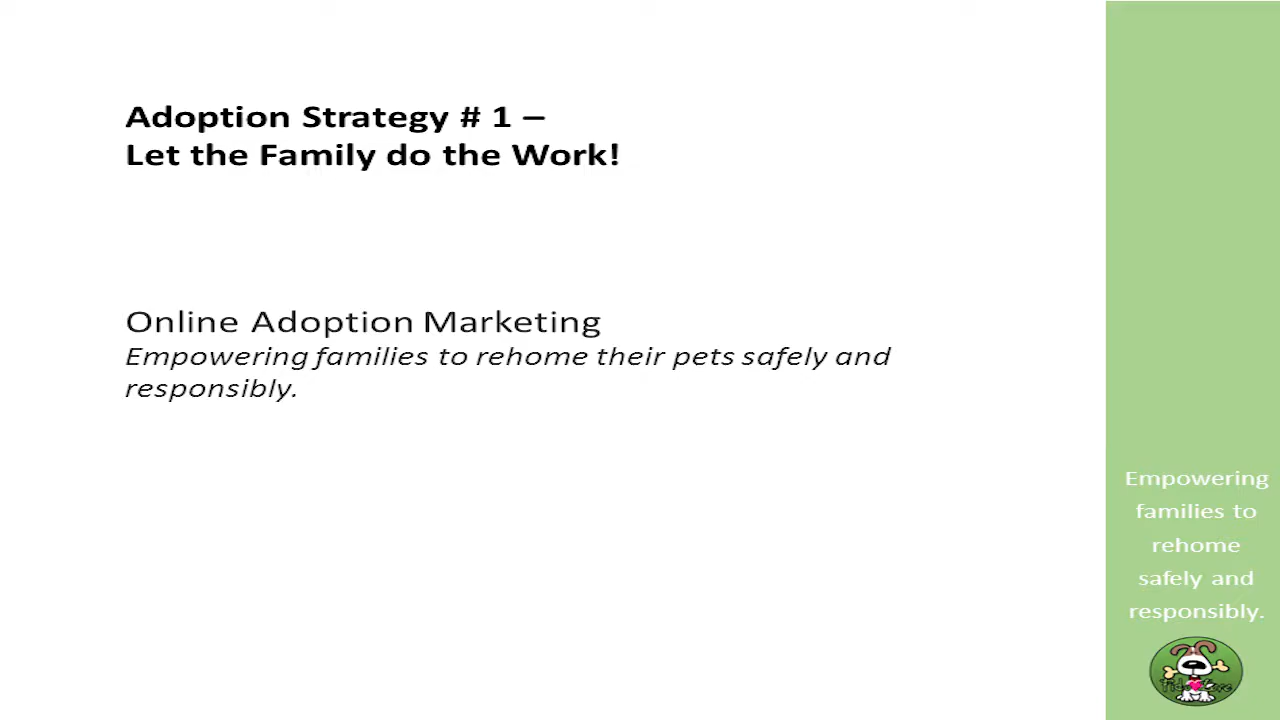 Adoption Strategy # 1 –
Let the Family do the Work!
Online Adoption Marketing
Empowering families to rehome their pets safely and
responsibly.
Empowering
families to
rehome
safely and
responsibly.